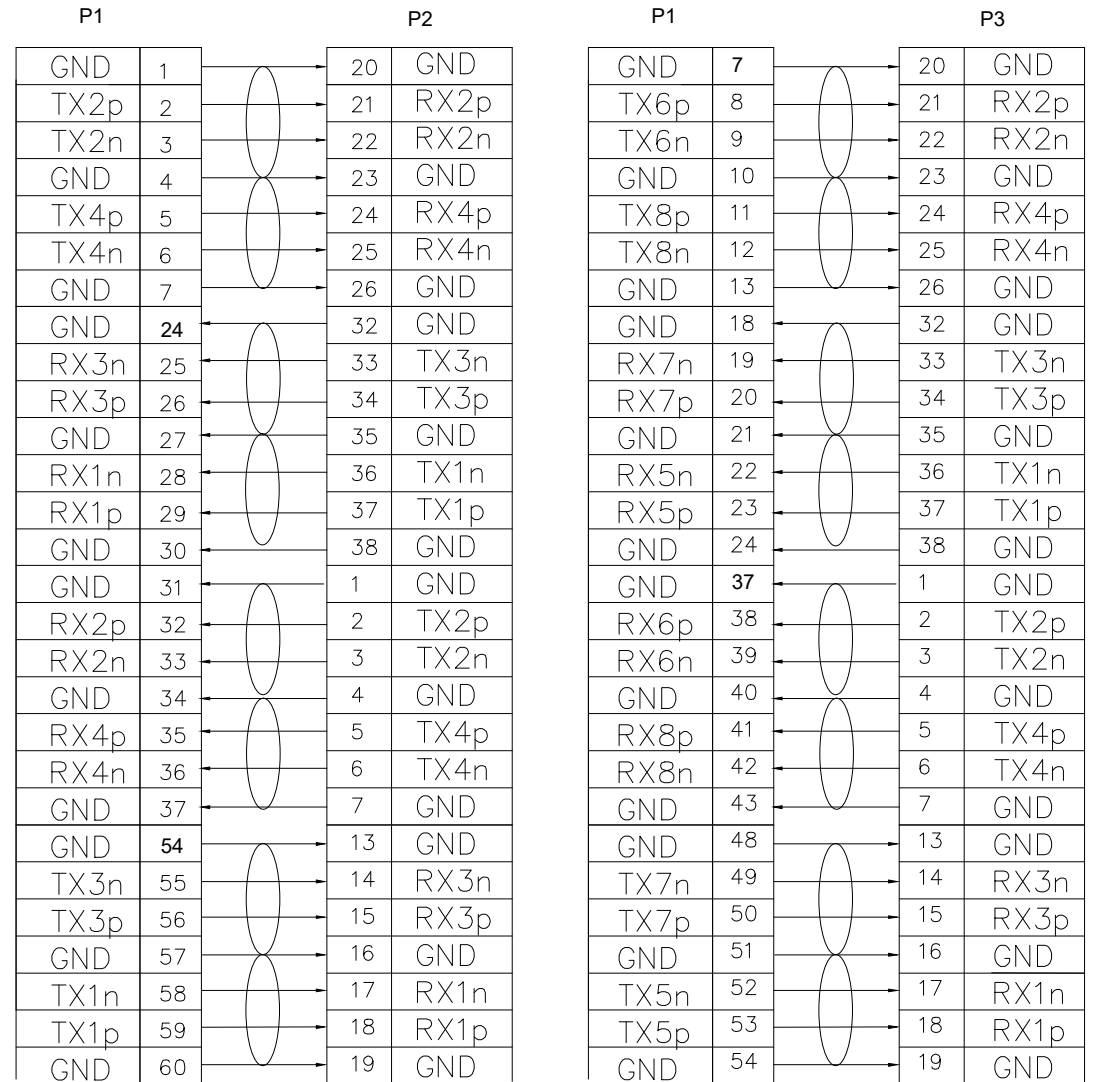 P1 P2 P1 P3
GND 1 20 GND GND 7 20 GND
TX2p 2 21 RX2p TX6p 8 21 RX2p
TX2n 3 22 RX2n TX6n 9 22 RX2n
GND 4 23 GND GND 10 23 GND
TX4p 5 24 RX4p TX8p 11 24 RX4p
TX4n 6 25 RX4n TX8n 12 25 RX4n
GND 7 26 GND GND 13 26 GND
GND 24 32 GND GND 18 32 GND
RX3n 25 33 TX3n RX7n 19 33 TX3n
RX3p 26 34 TX3p RX7p 20 34 TX3p
GND 27 35 GND GND 21 35 GND
RX1n 28 36 TX1n RX5n 22 36 TX1n
RX1p 29 37 TX1p RX5p 23 37 TX1p
GND 30 38 GND GND 24 38 GND
GND 31 1 GND GND 37 1 GND
RX2p 32 2 TX2p RX6p 38 2 TX2p
RX2n 33 3 TX2n RX6n 39 3 TX2n
GND 34 4 GND GND 40 4 GND
RX4p 35 5 TX4p RX8p 41 5 TX4p
RX4n 36 6 TX4n RX8n 42 6 TX4n
GND 37 7 GND GND 43 7 GND
GND 54 13 GND GND 48 13 GND
TX3n 55 14 RX3n TX7n 49 14 RX3n
TX3p 56 15 RX3p TX7p 50 15 RX3p
GND 57 16 GND GND 51 16 GND
TX1n 58 17 RX1n TX5n 52 17 RX1n
TX1p 59 18 RX1p TX5p 53 18 RX1p
GND 60 19 GND GND 54 19 GND